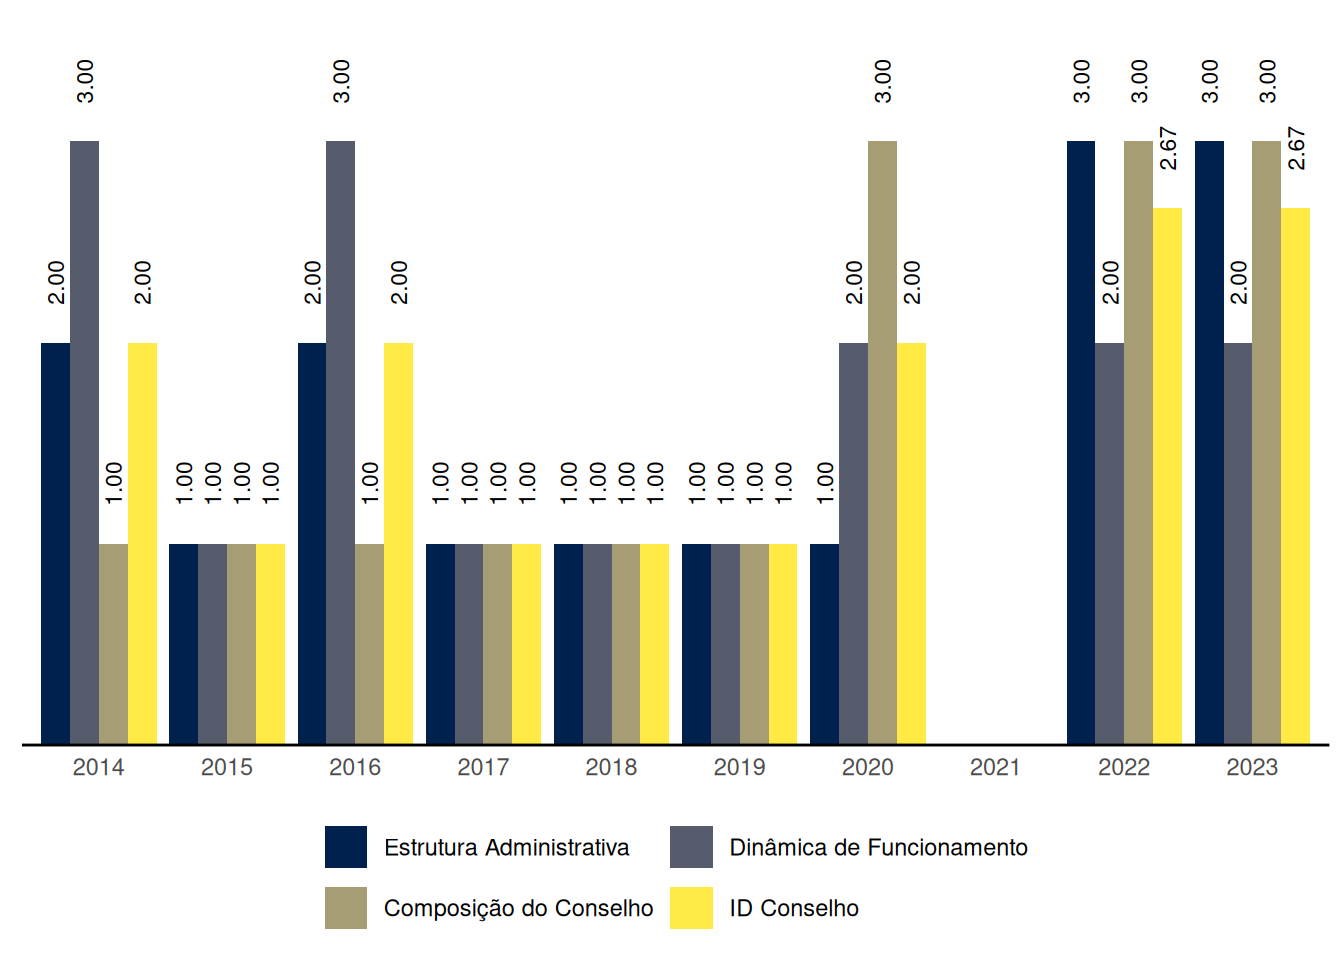 3.00 3.00 3.00 3.00 3.00 3.00 3.00
2.67 2.67
2.00 2.00 2.00 2.00 2.00 2.00 2.00 2.00
1.00 1.00 1.00 1.00 1.00 1.00 1.00 1.00 1.00 1.00 1.00 1.00 1.00 1.00 1.00 1.00 1.00 1.00 1.00
2014 2015 2016 2017 2018 2019 2020 2021 2022 2023
Estrutura Administrativa Dinâmica de Funcionamento
Composição do Conselho ID Conselho